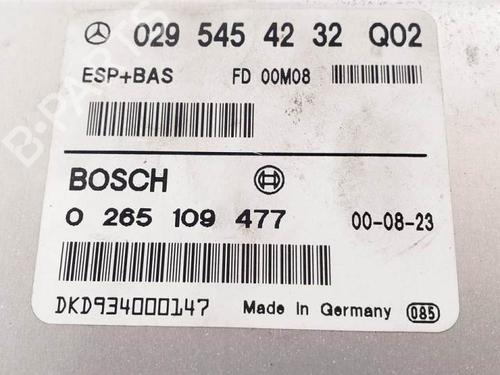 029 545 42 32 Q02
ESP+BAS FD 00M08
BOSCH
0 265 109 477 00-08-23
DKD934000147 Made in Germany 085
B-PARTS